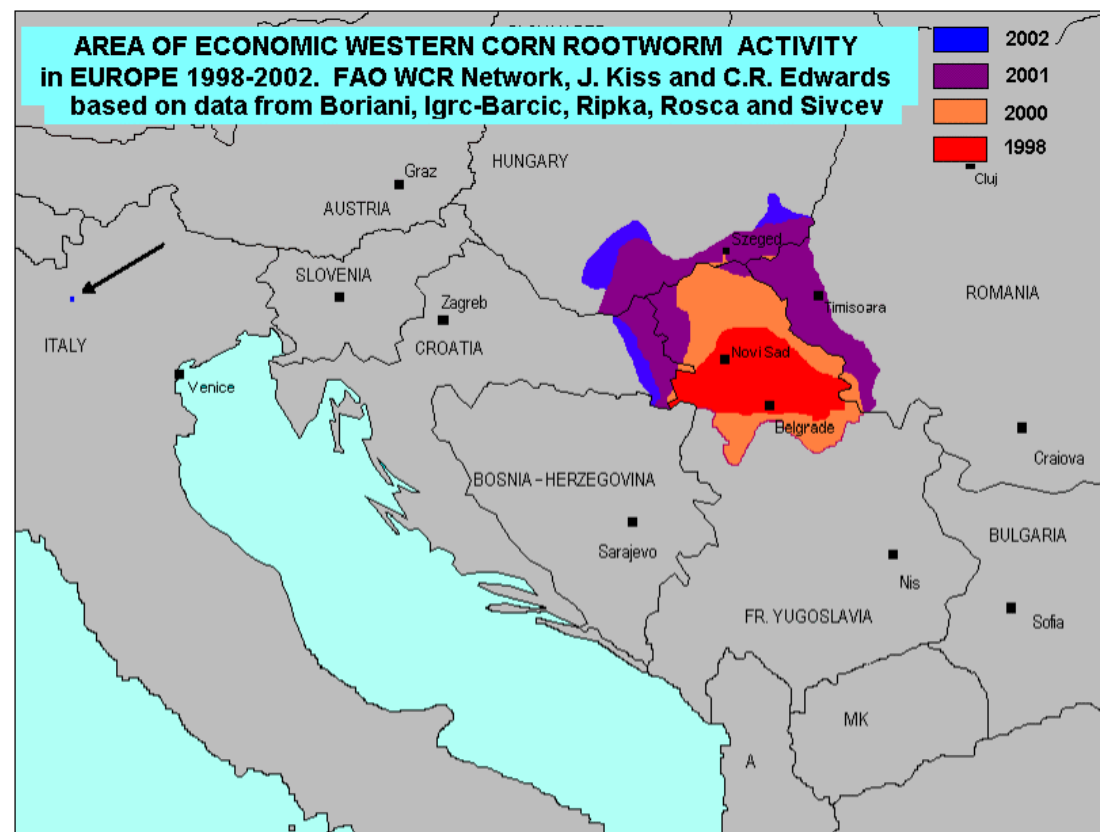 AREA OF ECONOMIC WESTERN CORN ROOTWORM ACTIVITY
in EUROPE 1998-2002. FAO WCR Network, J. Kiss and C.R. Edwards
based on data from Boriani, Igrc-Barcic, Ripka, Rosca and Sivcev
2002
2001
2000
1998
HUNGARY
Cluj
Graz
AUSTRIA
Szeged
SLOVENIA
ROMANIA
Zagreb
Timisoara
ITALY
CROATIA
Novi Sad
Venice
Belgrade
Craiova
BOSNIA-HERZEGOVINA
BULGARIA
Sarajevo
Nis
FR. YUGOSLAVIA
Sofia
MK
A